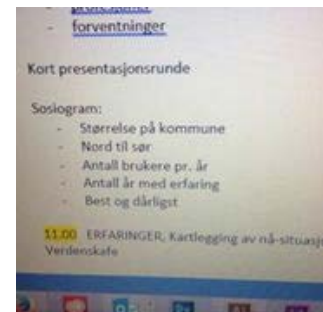 - forventninger
Kort presentasjonsrunde
Sosiogram:
- Størrelse på kommune
- Nord til sør
- Antall brukere pr. år
- Antall år med erfaring
- Best og dårligst
11.00 ERFARINGER, Kartlegging av nå-situasj
Verdenskafe